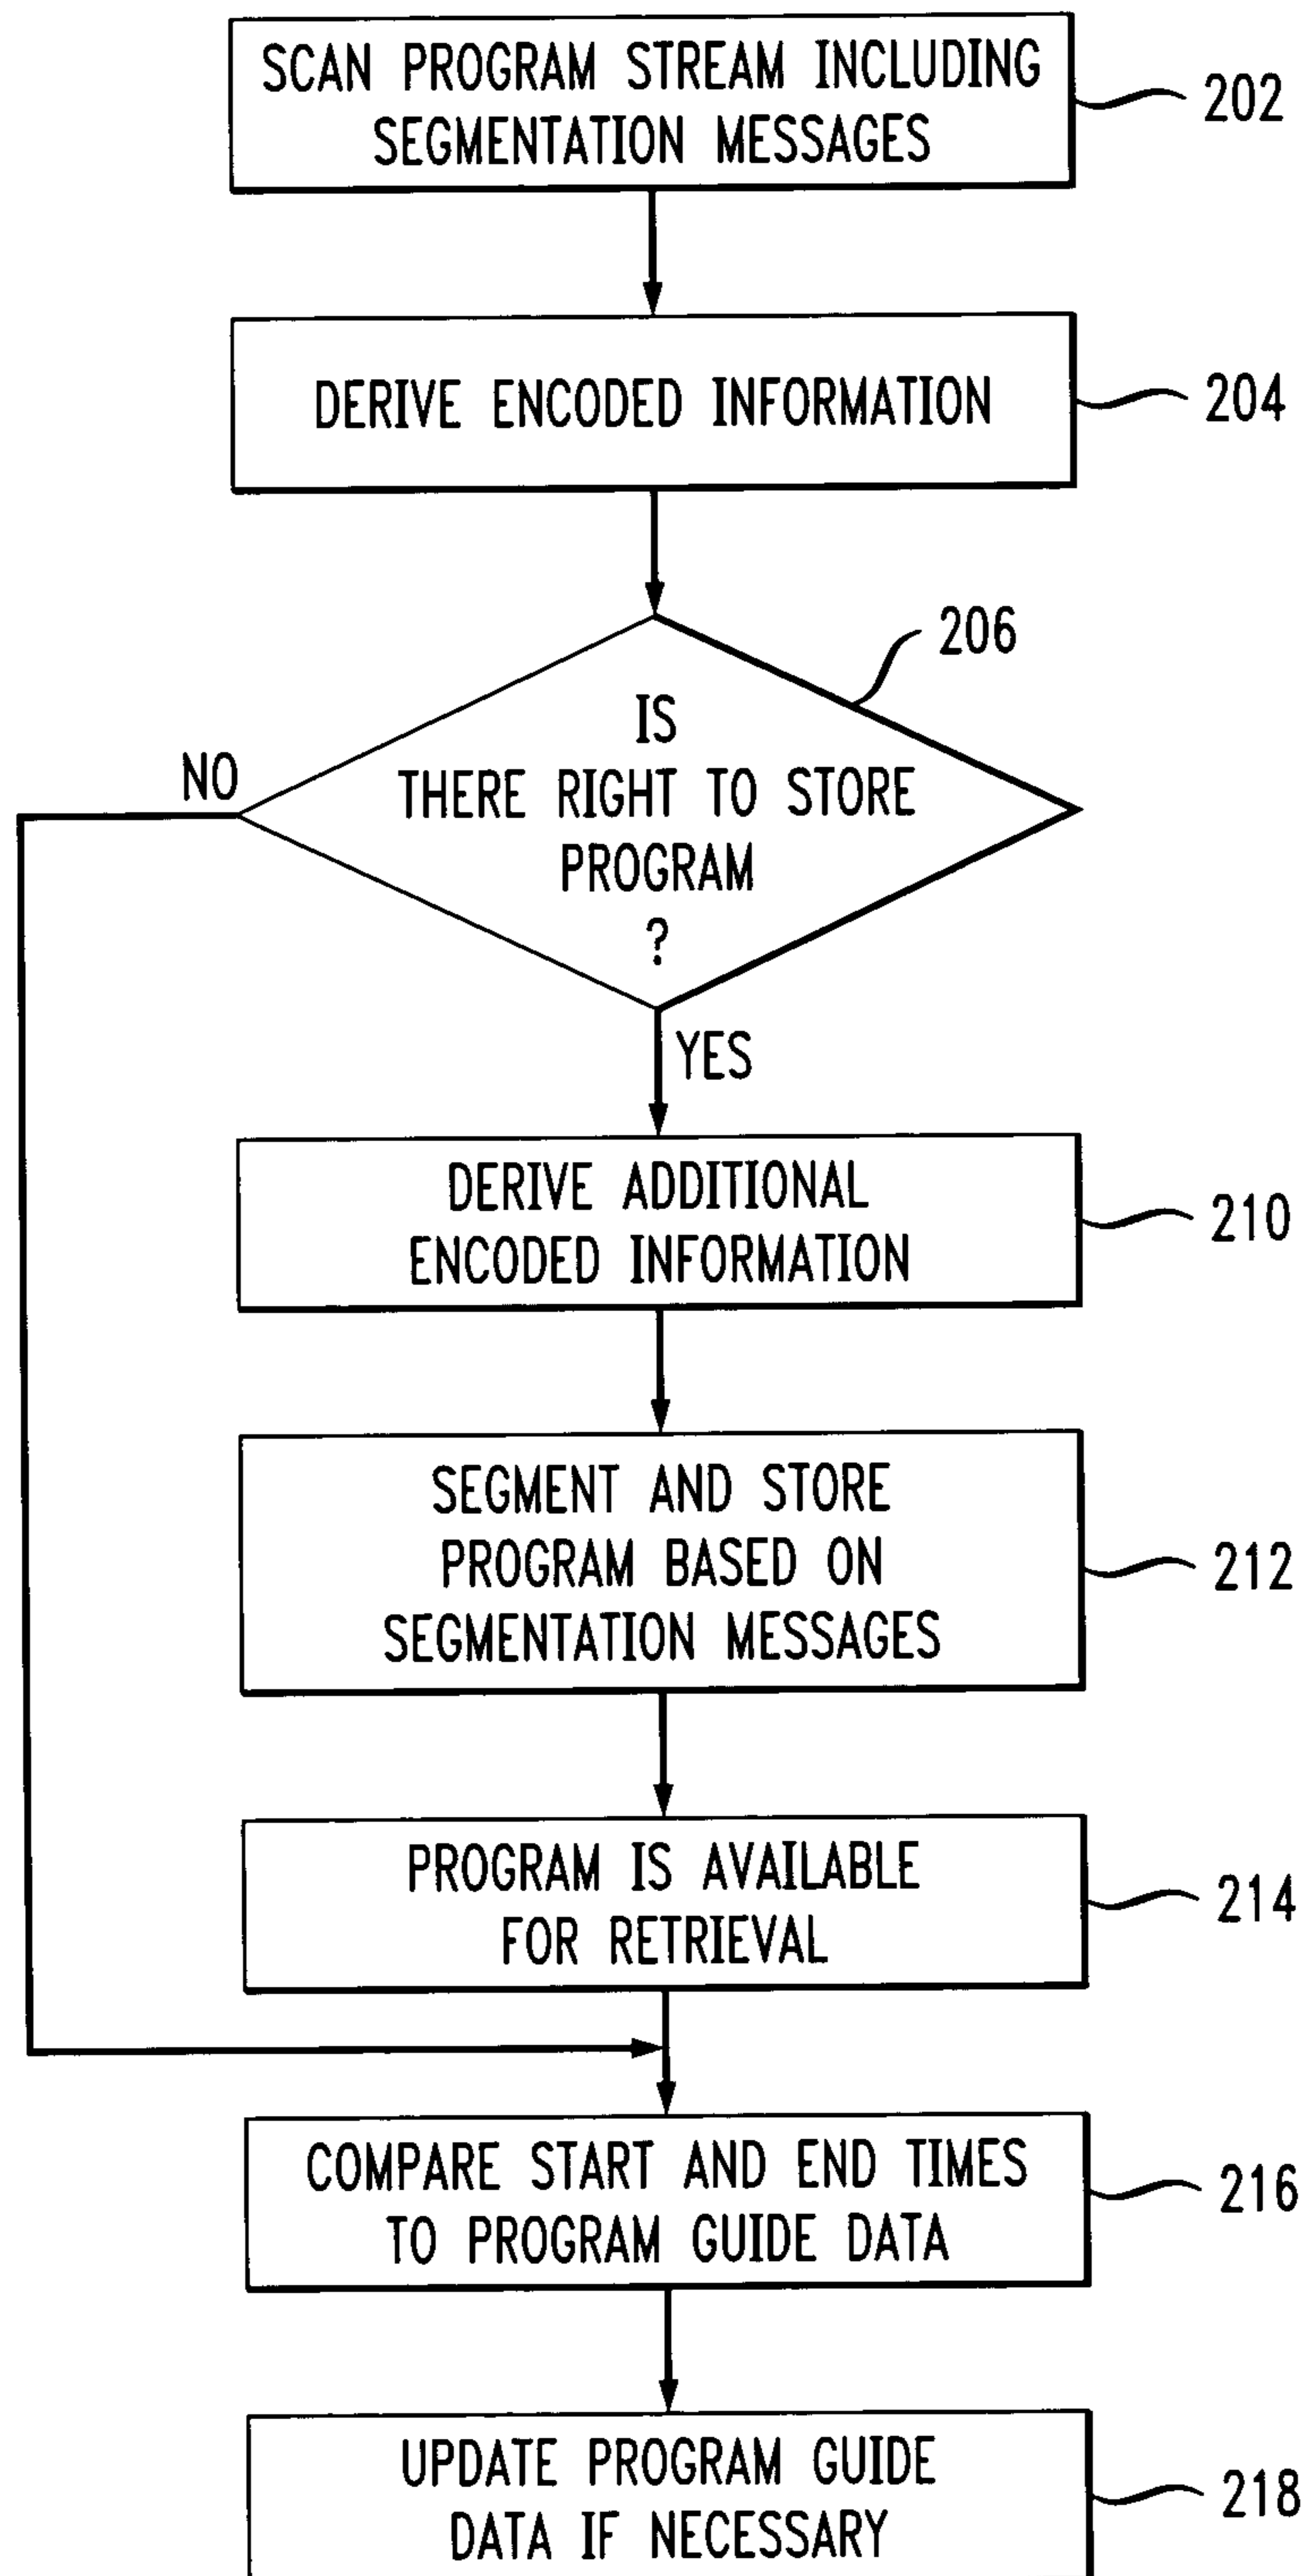 SCAN PROGRAM STREAM INCLUDING
SEGMENTATION MESSAGES
202
DERIVE ENCODED INFORMATION
204
206
IS
THERE RIGHT TO STORE
PROGRAM
?
NO
YES
DERIVE ADDITIONAL
ENCODED INFORMATION
210
SEGMENT AND STORE
PROGRAM BASED ON
SEGMENTATION MESSAGES
212
PROGRAM IS AVAILABLE
FOR RETRIEVAL
214
COMPARE START AND END TIMES
TO PROGRAM GUIDE DATA
216
UPDATE PROGRAM GUIDE
DATA IF NECESSARY
218